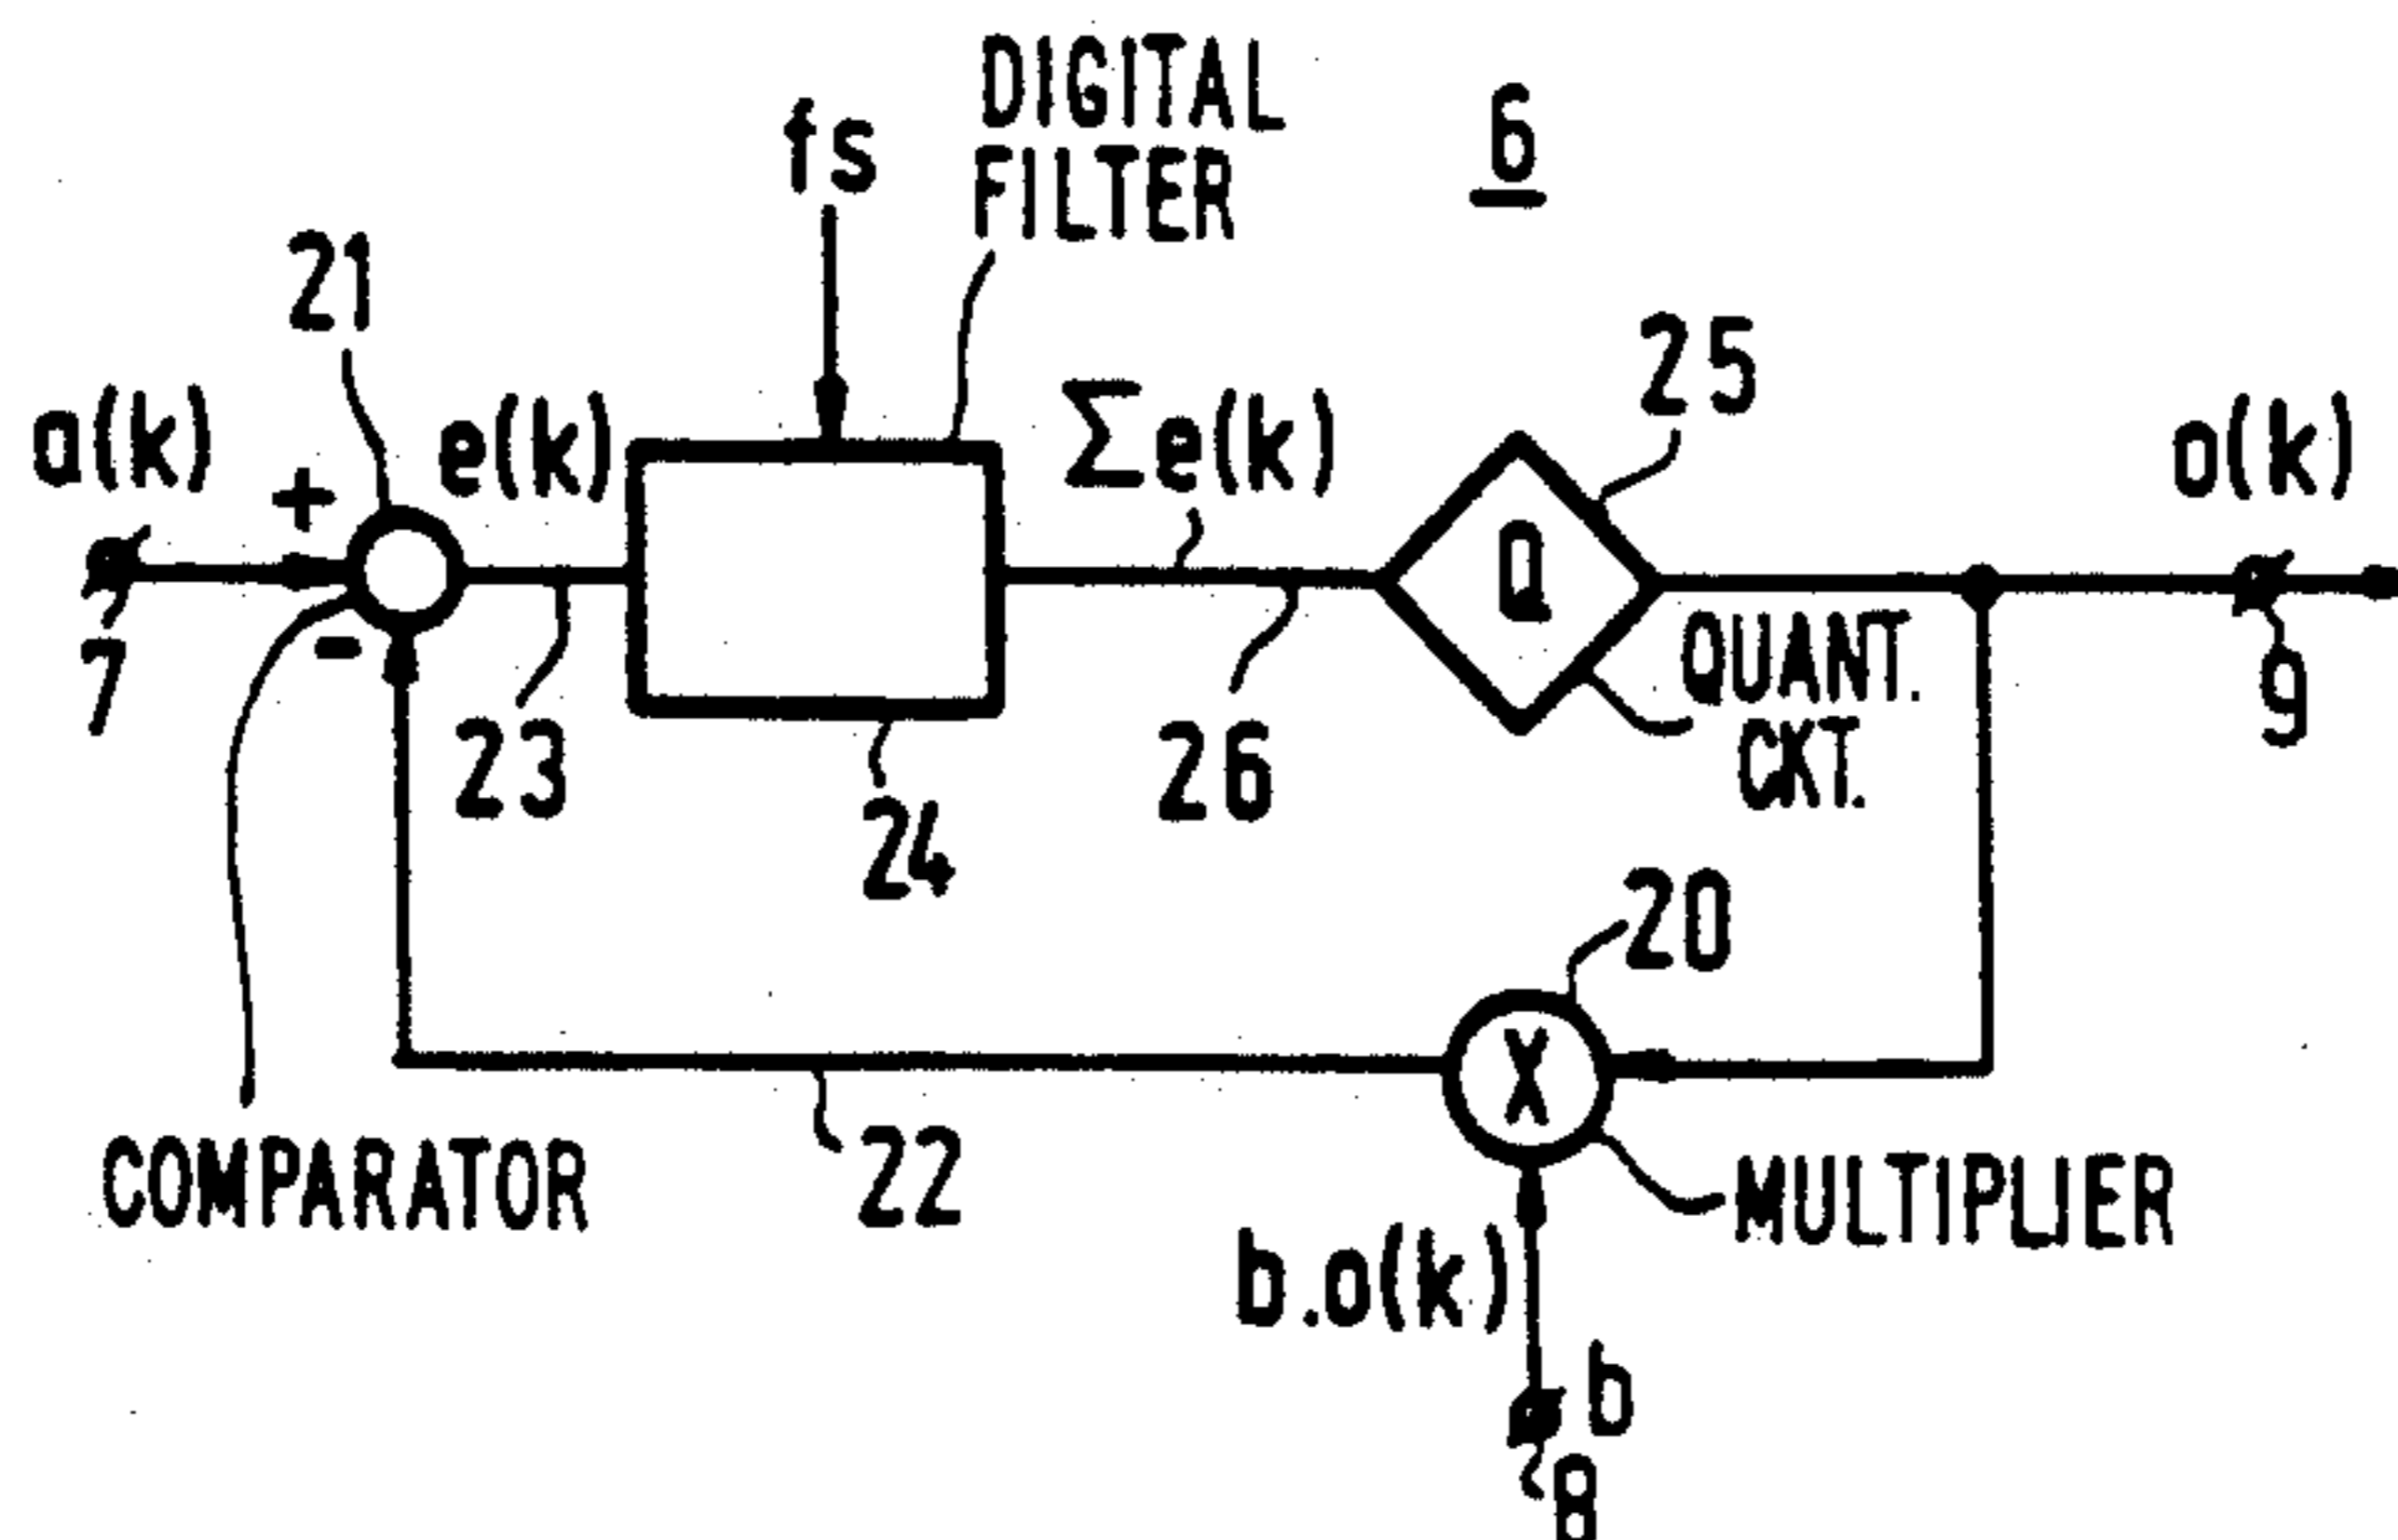 DIGITAL
FILTER
fs
6
21
25
a(k)
+
e(k)
Σe(k)
o(k)
Q
-
7
23
24
26
QUANT.
CKT.
9
20
X
COMPARATOR
22
MULTIPLIER
b.o(k)
b
8